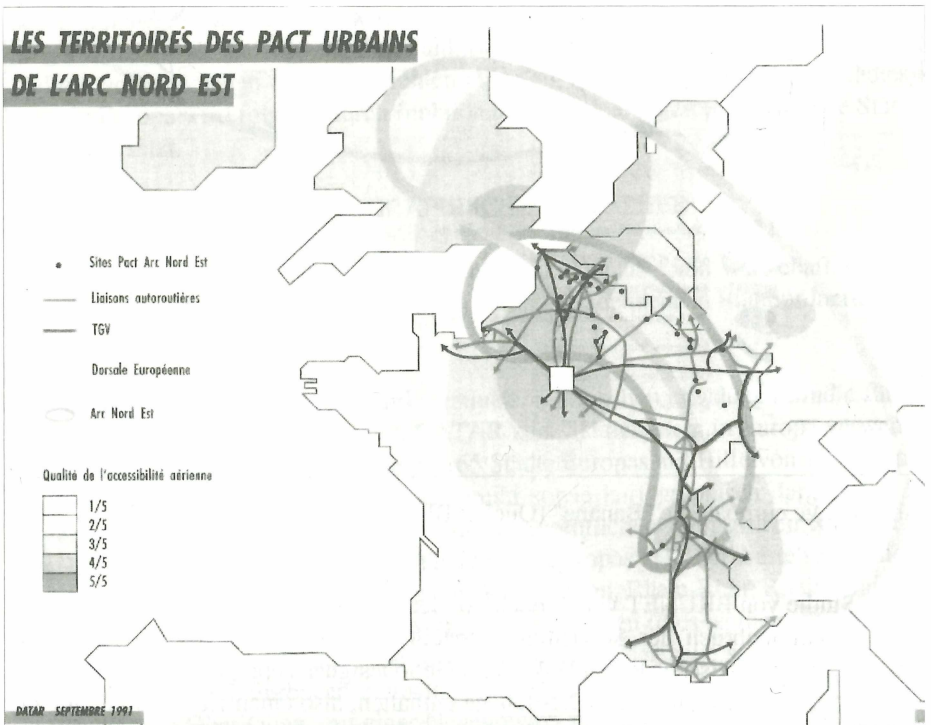 LES TERRITOIRES DES PACT URBAINS
DE L'ARC NORD EST
Sites Pact Arc Nord Est
Liaisons autoroutières
TGV
Dorsale Européenne
Arc Nord Est
Qualité de l'accessibilité aérienne
1/5
2/5
3/5
4/5
5/5
DATAR SEPTEMBRE 1991